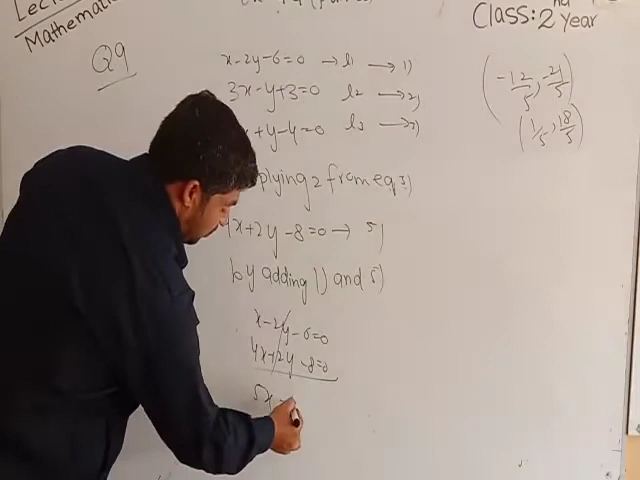 Mathema
Class: 2nd Year
Q9
x-2y-6=0 → l1 → 1)
3x-y+3=0 l2 → 2)
x+y-4=0 l3 → 3)
(-12/5, -21/5)
(1/5, 18/5)
plying 2 from eq 3)
4x+2y-8=0 → 5)
by adding 1) and 5)
x-2y-6=0
4x+2y-8=0
5x -